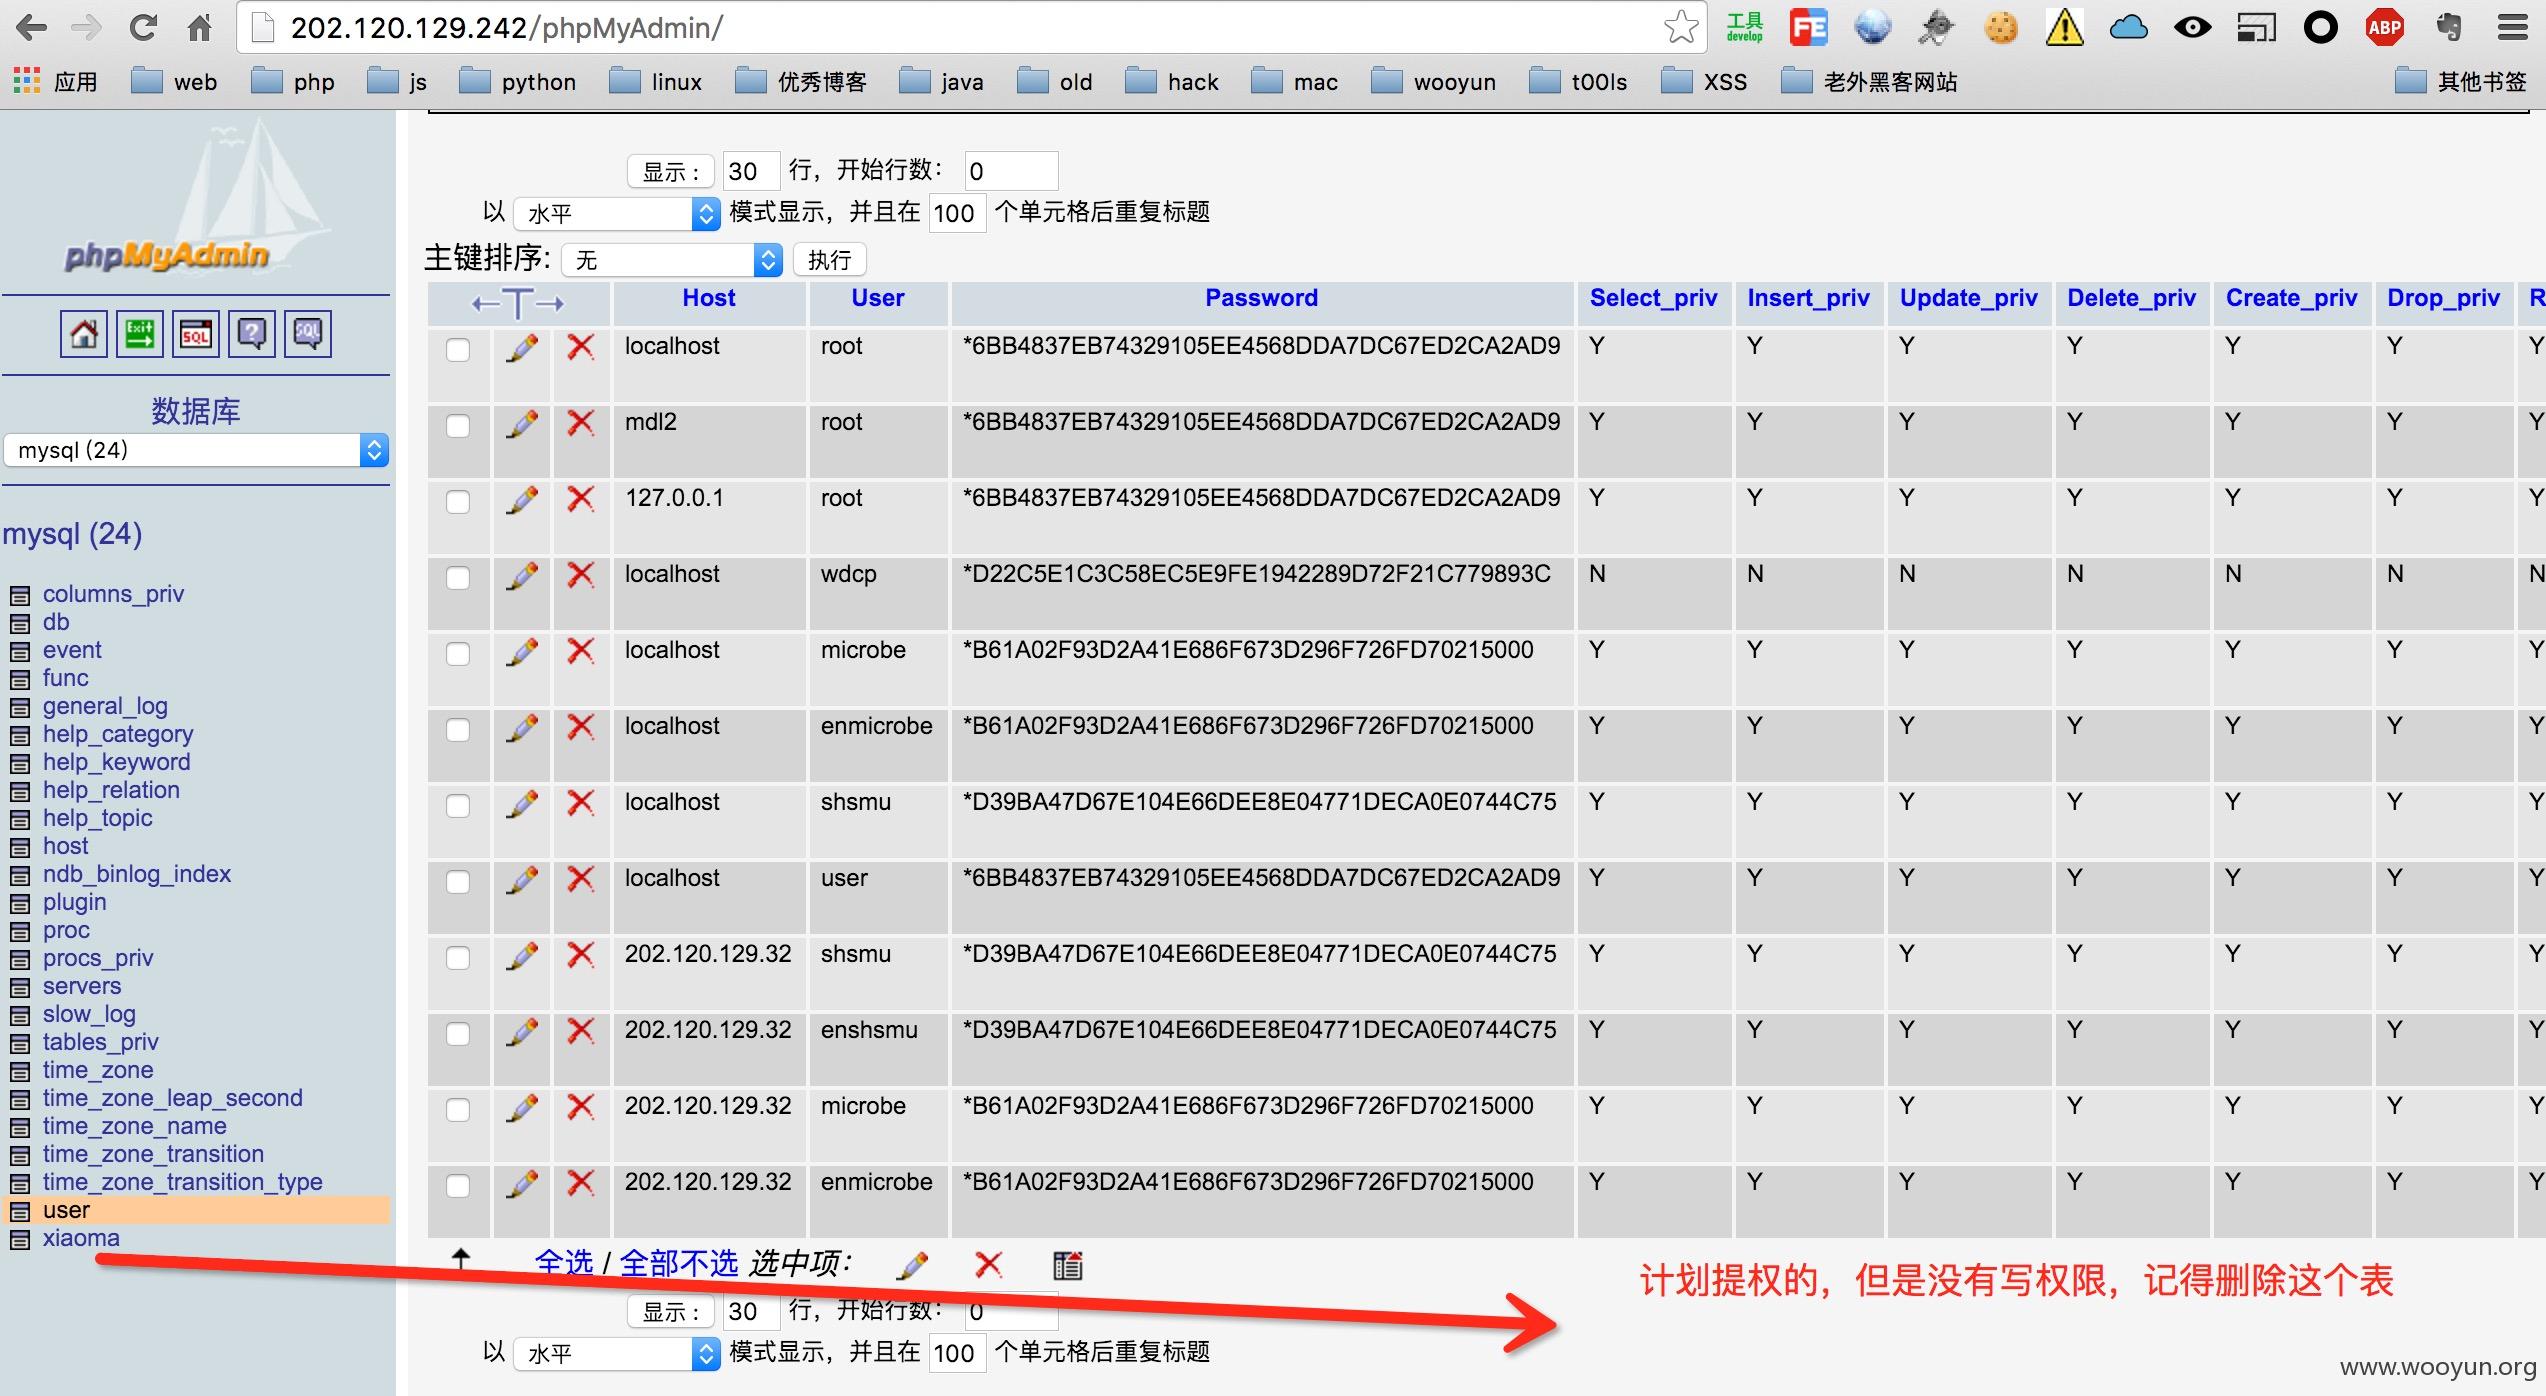 202.120.129.242/phpMyAdmin/
工具 develop FE ABP
应用 web php js python linux 优秀博客 java old hack mac wooyun t00ls XSS 老外黑客网站 其他书签
phpMyAdmin
Exit SQL ? SQL
数据库
mysql (24)
mysql (24)
columns_priv
db
event
func
general_log
help_category
help_keyword
help_relation
help_topic
host
ndb_binlog_index
plugin
proc
procs_priv
servers
slow_log
tables_priv
time_zone
time_zone_leap_second
time_zone_name
time_zone_transition
time_zone_transition_type
user
xiaoma
显示 : 30 行，开始行数： 0
以 水平 模式显示，并且在 100 个单元格后重复标题
主键排序: 无 执行
←T→ Host User Password Select_priv Insert_priv Update_priv Delete_priv Create_priv Drop_priv R
localhost root *6BB4837EB74329105EE4568DDA7DC67ED2CA2AD9 Y Y Y Y Y Y Y
mdl2 root *6BB4837EB74329105EE4568DDA7DC67ED2CA2AD9 Y Y Y Y Y Y Y
127.0.0.1 root *6BB4837EB74329105EE4568DDA7DC67ED2CA2AD9 Y Y Y Y Y Y Y
localhost wdcp *D22C5E1C3C58EC5E9FE1942289D72F21C779893C N N N N N N N
localhost microbe *B61A02F93D2A41E686F673D296F726FD70215000 Y Y Y Y Y Y Y
localhost enmicrobe *B61A02F93D2A41E686F673D296F726FD70215000 Y Y Y Y Y Y Y
localhost shsmu *D39BA47D67E104E66DEE8E04771DECA0E0744C75 Y Y Y Y Y Y Y
localhost user *6BB4837EB74329105EE4568DDA7DC67ED2CA2AD9 Y Y Y Y Y Y Y
202.120.129.32 shsmu *D39BA47D67E104E66DEE8E04771DECA0E0744C75 Y Y Y Y Y Y Y
202.120.129.32 enshsmu *D39BA47D67E104E66DEE8E04771DECA0E0744C75 Y Y Y Y Y Y Y
202.120.129.32 microbe *B61A02F93D2A41E686F673D296F726FD70215000 Y Y Y Y Y Y Y
202.120.129.32 enmicrobe *B61A02F93D2A41E686F673D296F726FD70215000 Y Y Y Y Y Y Y
全选 / 全部不选 选中项：
计划提权的，但是没有写权限，记得删除这个表
显示 : 30 行，开始行数： 0
以 水平 模式显示，并且在 100 个单元格后重复标题
www.wooyun.org